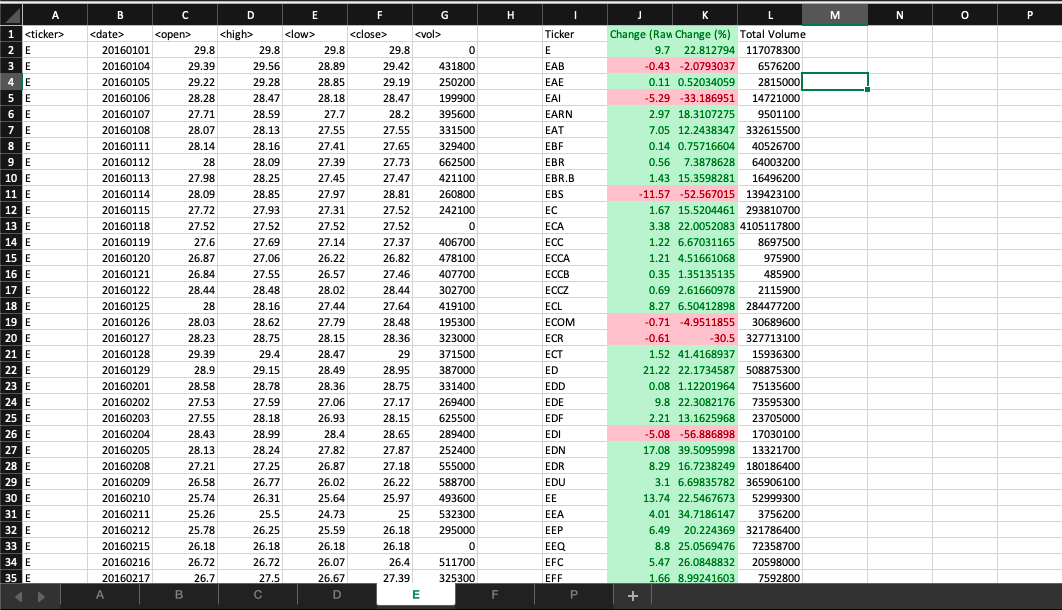 A B C D E F G H I J K L M N O P
1 <ticker> <date> <open> <high> <low> <close> <vol> Ticker Change (Raw Change (%) Total Volume
2 E 20160101 29.8 29.8 29.8 29.8 0 E 9.7 22.812794 117078300
3 E 20160104 29.39 29.56 28.89 29.42 431800 EAB -0.43 -2.0793037 6576200
4 E 20160105 29.22 29.28 28.85 29.19 250200 EAE 0.11 0.52034059 2815000
5 E 20160106 28.28 28.47 28.18 28.47 199900 EAI -5.29 -33.186951 14721000
6 E 20160107 27.71 28.59 27.7 28.2 395600 EARN 2.97 18.3107275 9501100
7 E 20160108 28.07 28.13 27.55 27.55 331500 EAT 7.05 12.2438347 332615500
8 E 20160111 28.14 28.16 27.41 27.65 329400 EBF 0.14 0.75716604 40526700
9 E 20160112 28 28.09 27.39 27.73 662500 EBR 0.56 7.3878628 64003200
10 E 20160113 27.98 28.25 27.45 27.47 421100 EBR.B 1.43 15.3598281 16496200
11 E 20160114 28.09 28.85 27.97 28.81 260800 EBS -11.57 -52.567015 139423100
12 E 20160115 27.72 27.93 27.31 27.52 242100 EC 1.67 15.5204461 293810700
13 E 20160118 27.52 27.52 27.52 27.52 0 ECA 3.38 22.0052083 4105117800
14 E 20160119 27.6 27.69 27.14 27.37 406700 ECC 1.22 6.67031165 8697500
15 E 20160120 26.87 27.06 26.22 26.82 478100 ECCA 1.21 4.51661068 975900
16 E 20160121 26.84 27.55 26.57 27.46 407700 ECCB 0.35 1.35135135 485900
17 E 20160122 28.44 28.48 28.02 28.44 302700 ECCZ 0.69 2.61660978 2115900
18 E 20160125 28 28.16 27.44 27.64 419100 ECL 8.27 6.50412898 284477200
19 E 20160126 28.03 28.62 27.79 28.48 195300 ECOM -0.71 -4.9511855 30689600
20 E 20160127 28.23 28.75 28.15 28.36 323000 ECR -0.61 -30.5 327713100
21 E 20160128 29.39 29.4 28.47 29 371500 ECT 1.52 41.4168937 15936300
22 E 20160129 28.9 29.15 28.49 28.95 387000 ED 21.22 22.1734587 508875300
23 E 20160201 28.58 28.78 28.36 28.75 331400 EDD 0.08 1.12201964 75135600
24 E 20160202 27.53 27.59 27.06 27.17 269400 EDE 9.8 22.3082176 73595300
25 E 20160203 27.55 28.18 26.93 28.15 625500 EDF 2.21 13.1625968 23705000
26 E 20160204 28.43 28.99 28.4 28.65 289400 EDI -5.08 -56.886898 17030100
27 E 20160205 28.13 28.24 27.82 27.87 252400 EDN 17.08 39.5095998 13321700
28 E 20160208 27.21 27.25 26.87 27.18 555000 EDR 8.29 16.7238249 180186400
29 E 20160209 26.58 26.77 26.02 26.22 588700 EDU 3.1 6.69835782 365906100
30 E 20160210 25.74 26.31 25.64 25.97 493600 EE 13.74 22.5467673 52999300
31 E 20160211 25.26 25.5 24.73 25 532300 EEA 4.01 34.7186147 3756200
32 E 20160212 25.78 26.25 25.59 26.18 295000 EEP 6.49 20.224369 321786400
33 E 20160215 26.18 26.18 26.18 26.18 0 EEQ 8.8 25.0569476 72358700
34 E 20160216 26.72 26.72 26.07 26.4 511700 EFC 5.47 26.0848832 20598000
35 E 20160217 26.7 27.5 26.67 27.39 325300 EFF 1.66 8.99241603 7592800
A B C D E F P +